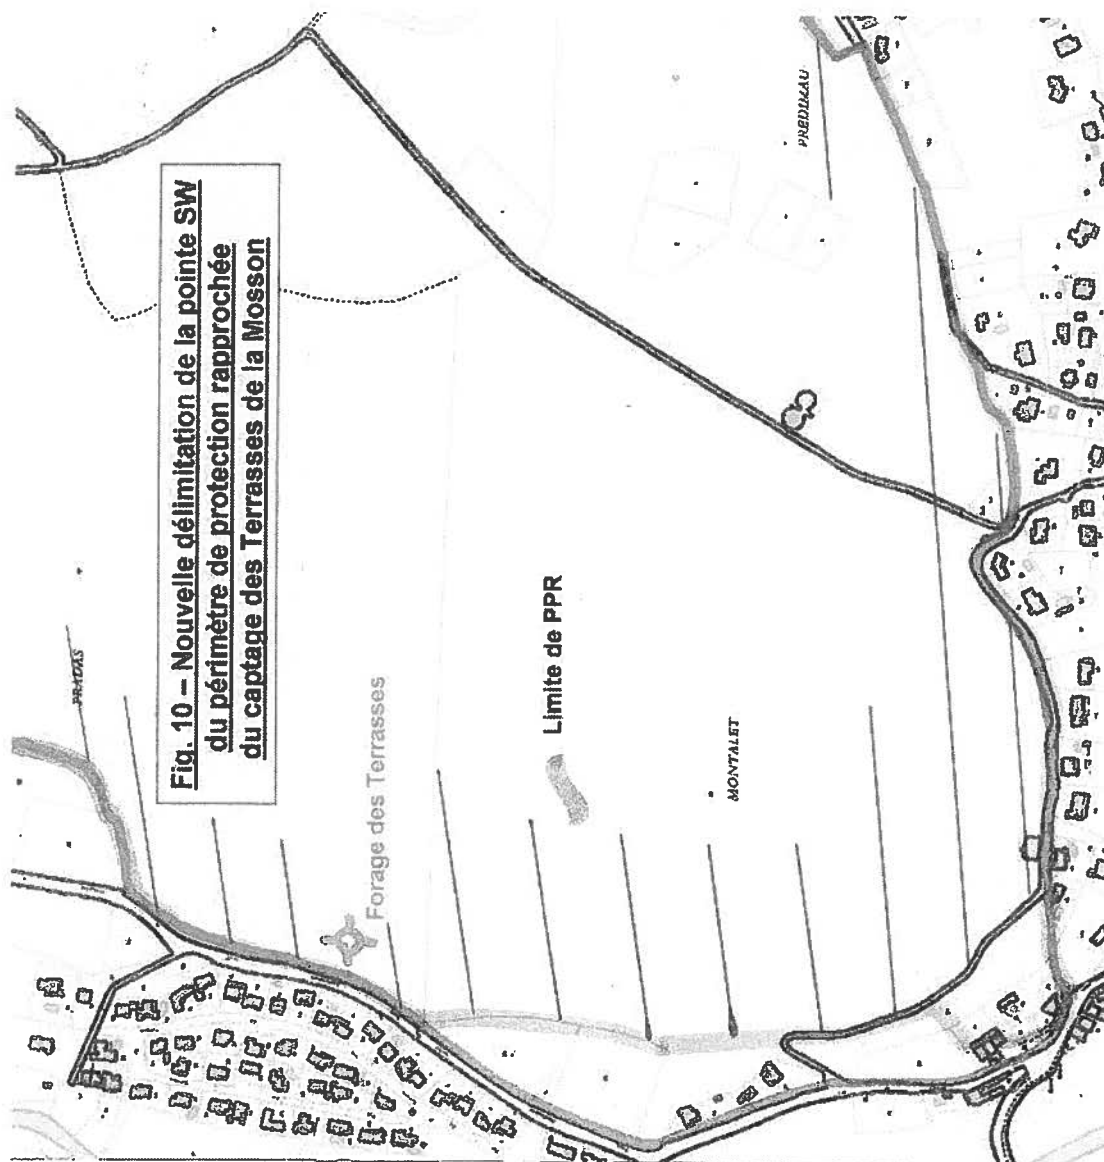 Fig. 10 – Nouvelle délimitation de la pointe SW
du périmètre de protection rapprochée
du captage des Terrasses de la Mosson
PRADAS
Forage des Terrasses
Limite de PPR
MONTALET
PREDIMAU